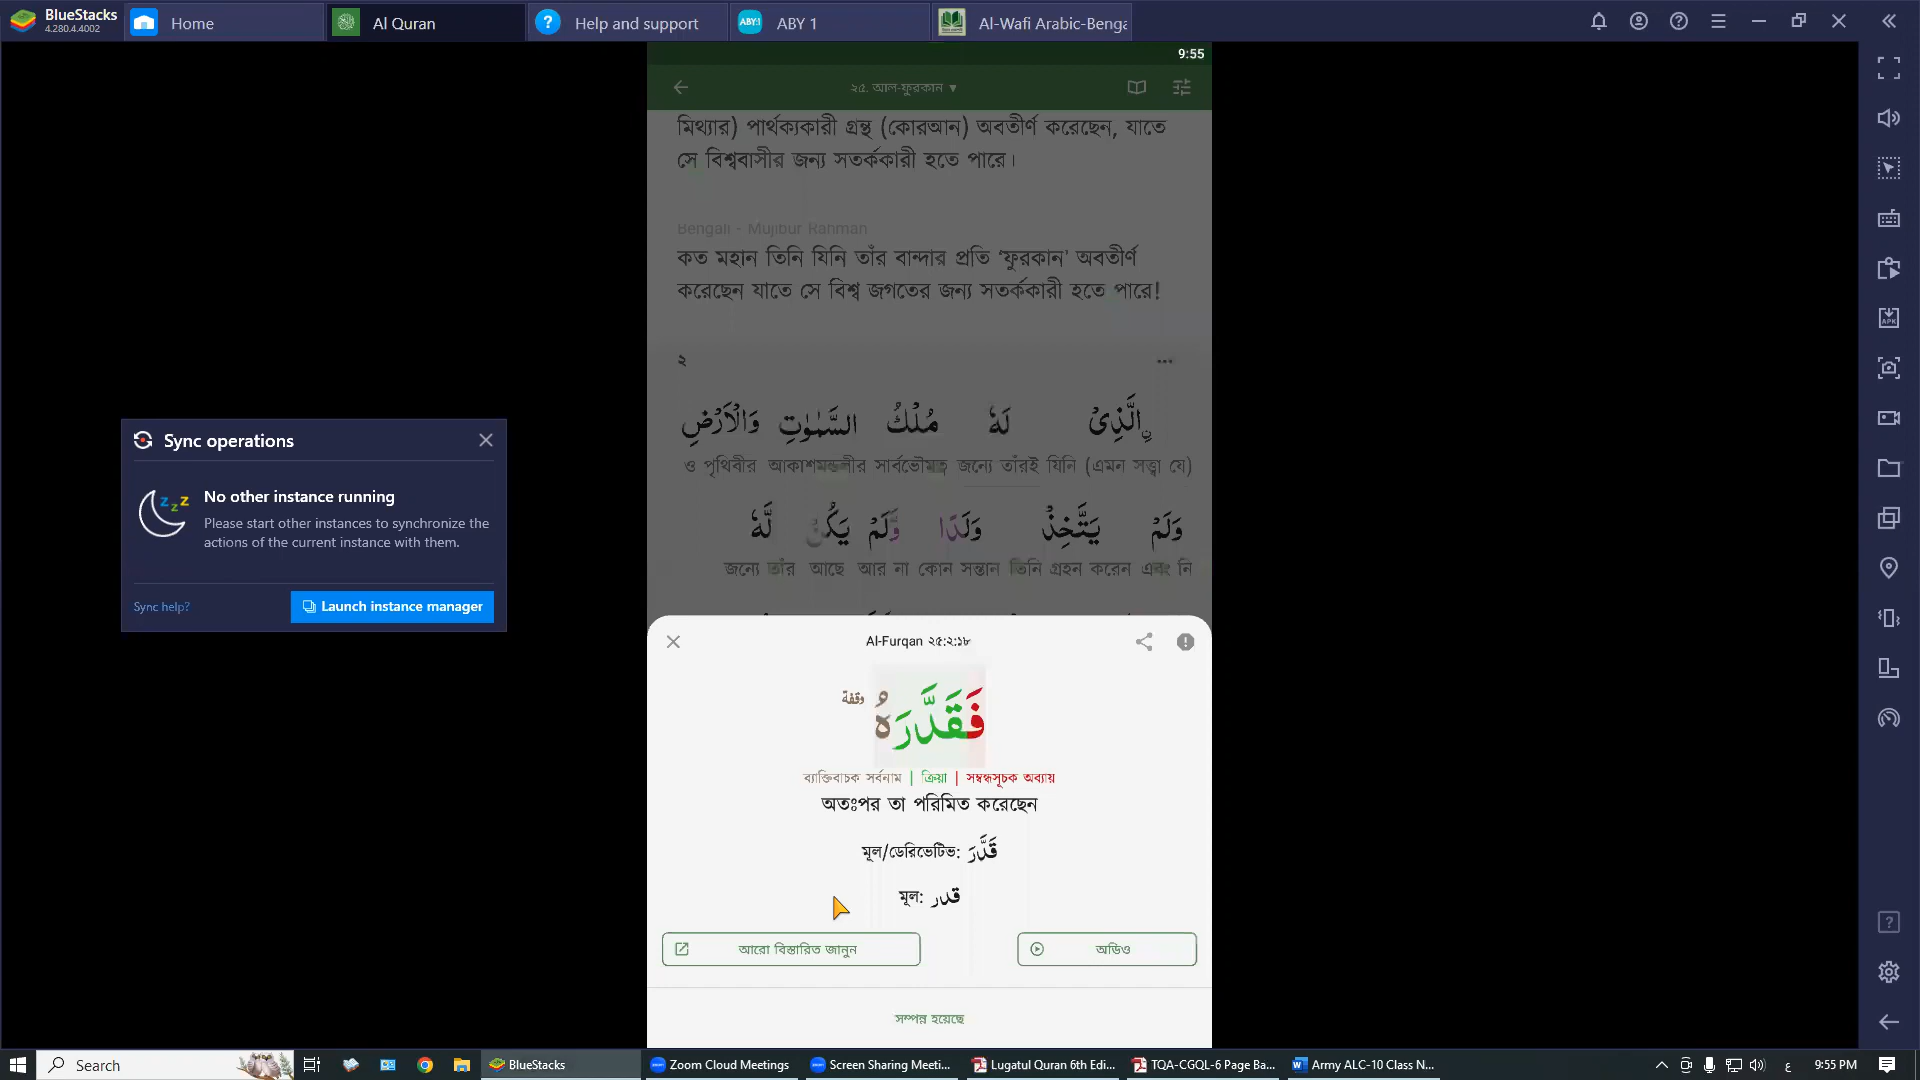 BlueStacks
4.280.4.4002
Home
Al Quran
Help and support
ABY 1
Al-Wafi Arabic-Benga
9:55
২৫. আল-ফুরকান ▼
মিথ্যার) পার্থক্যকারী গ্রন্থ (কোরআন) অবতীর্ণ করেছেন, যাতে
সে বিশ্ববাসীর জন্য সতর্ককারী হতে পারে।
Bengali - Mujibur Rahman
কত মহান তিনি যিনি তাঁর বান্দার প্রতি ‘ফুরকান’ অবতীর্ণ
করেছেন যাতে সে বিশ্ব জগতের জন্য সতর্ককারী হতে পারে!
২
ۨالَّذِىْ لَهٗ مُلْكُ السَّمٰوٰتِ وَالْاَرْضِ
ও পৃথিবীর আকাশমন্ডলীর সার্বভৌমত্ব জন্যে তাঁরই যিনি (এমন সত্ত্বা যে)
وَلَمْ يَتَّخِذْ وَلَدًا وَّلَمْ يَكُنْ لَّهٗ
জন্যে তাঁর আছে আর না কোন সন্তান তিনি গ্রহন করেন এবং নি
Sync operations
No other instance running
Please start other instances to synchronize the
actions of the current instance with them.
Sync help?
Launch instance manager
Al-Furqan ২৫:২:১৮
فَقَدَّرَهُ وقفة
ব্যাক্তিবাচক সর্বনাম | ক্রিয়া | সম্বন্ধসূচক অব্যায়
অতঃপর তা পরিমিত করেছেন
মূল/ডেরিভেটিভ: قَدَّرَ
মূল: قدر
আরো বিস্তারিত জানুন
অডিও
সম্পন্ন হয়েছে
Search
BlueStacks
Zoom Cloud Meetings
Screen Sharing Meeti...
Lugatul Quran 6th Edi...
TQA-CGQL-6 Page Ba...
Army ALC-10 Class N...
ع
9:55 PM